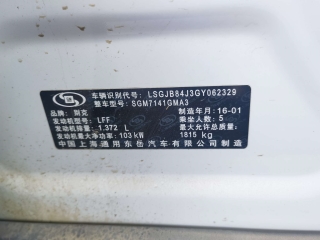 车辆识别代号: LSGJB84J3GY062329
整车型号: SGM7141GMA3
品牌: 别克 制造年月: 16-01
发动机型号: LFF 乘坐人数: 5
发动机排量: 1.372 L 最大允许总质量:
发动机最大净功率: 103 kW 1815 kg
中国上海通用东岳汽车有限公司制造